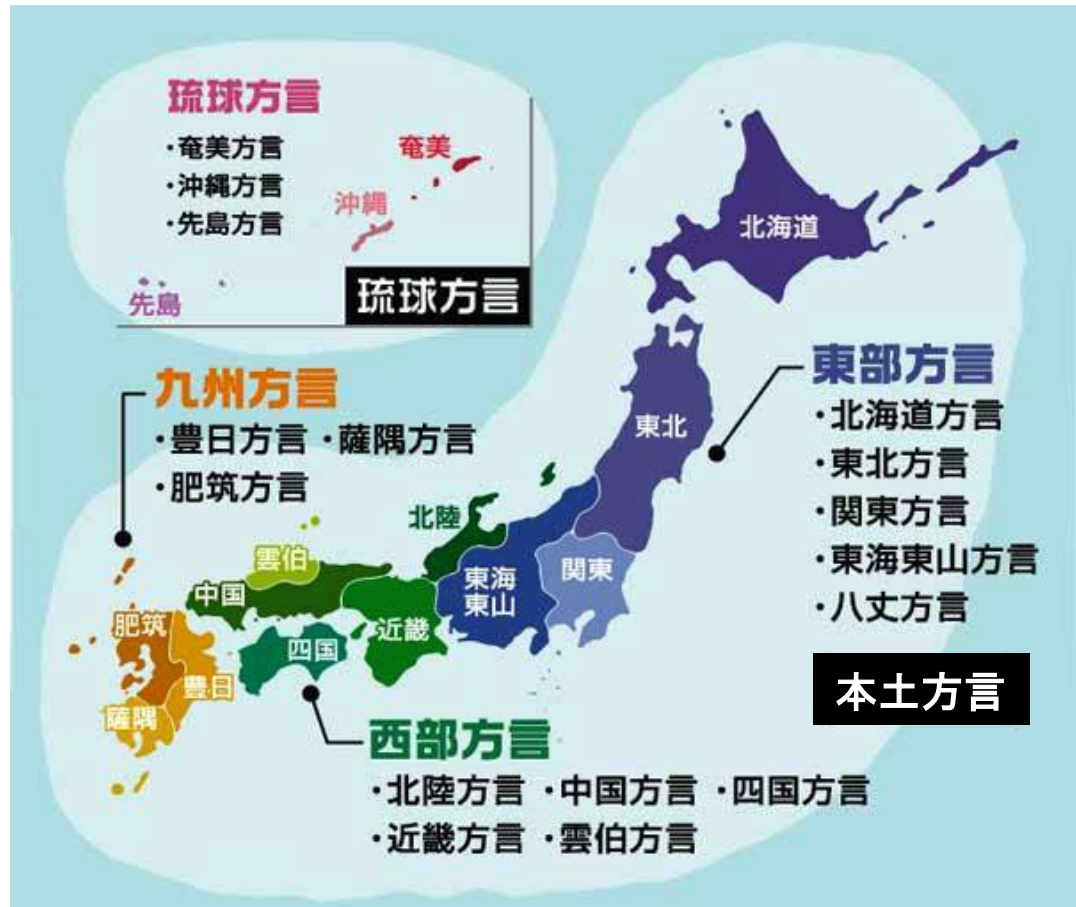 琉球方言
・奄美方言
・沖縄方言
・先島方言
奄美
沖縄
先島
琉球方言
北海道
九州方言
・豊日方言 ・薩隅方言
・肥筑方言
東部方言
・北海道方言
・東北方言
・関東方言
・東海東山方言
・八丈方言
東北
北陸
雲伯
中国
東海
東山
関東
肥筑
近畿
四国
豊日
薩隅
本土方言
西部方言
・北陸方言 ・中国方言 ・四国方言
・近畿方言 ・雲伯方言